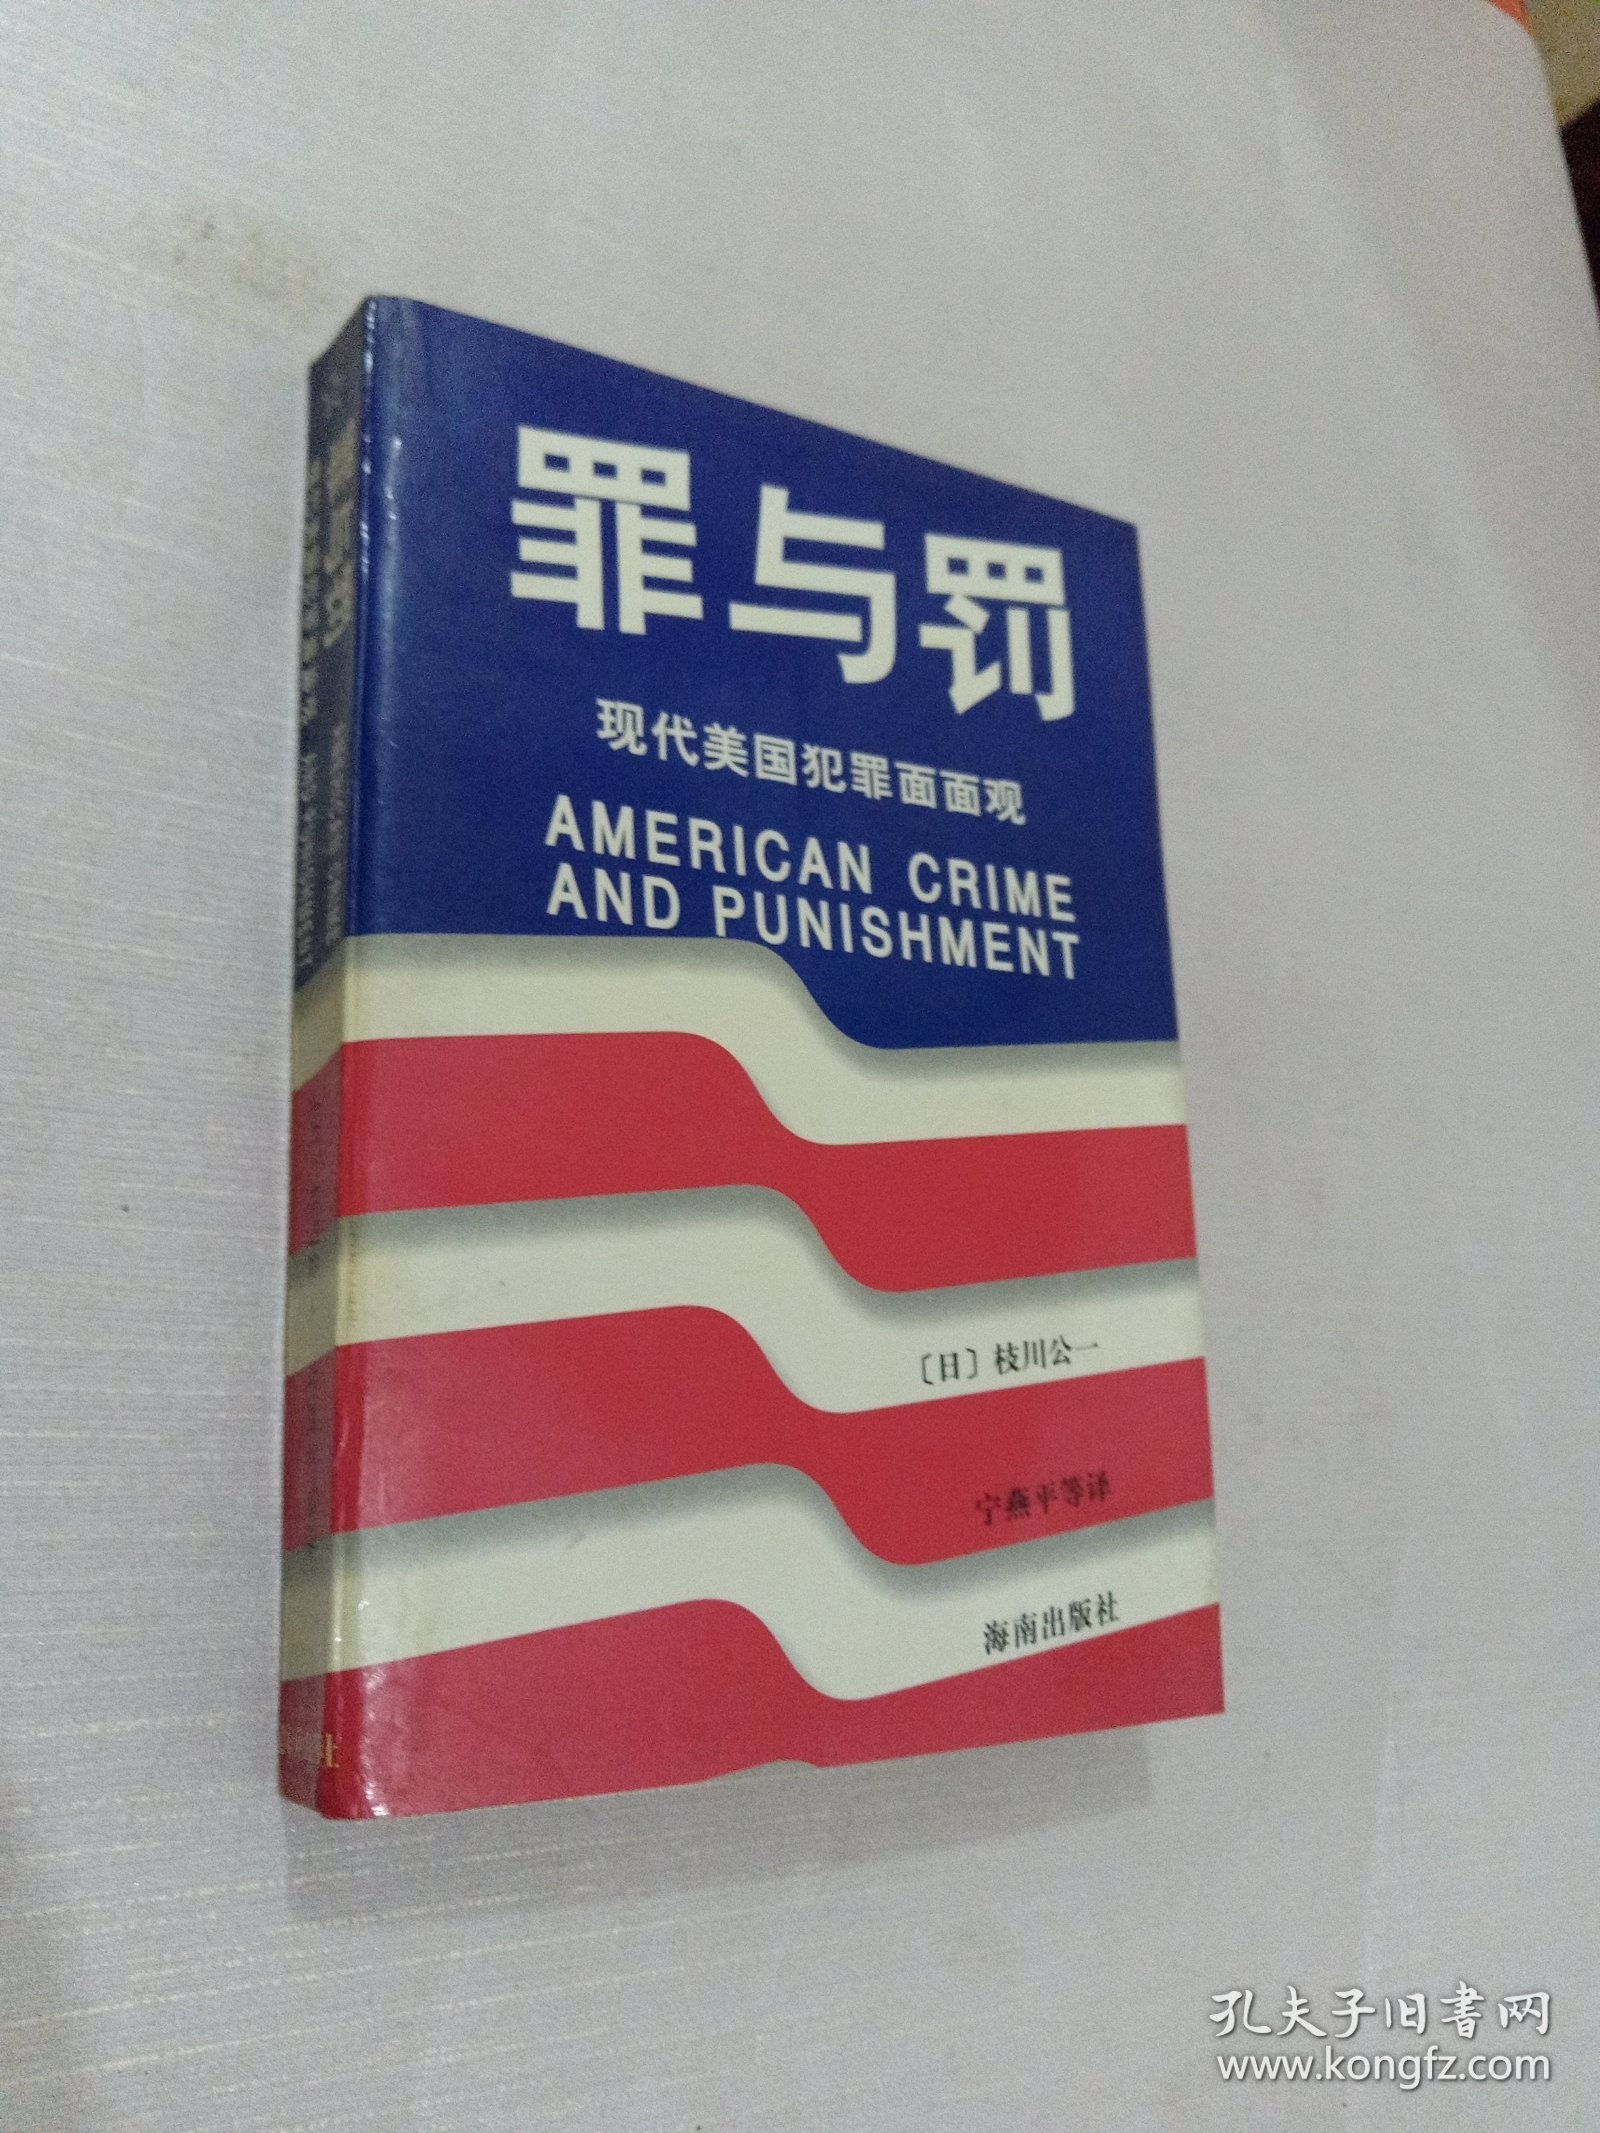 罪与罚
现代美国犯罪面面观
AMERICAN CRIME
AND PUNISHMENT
〔日〕枝川公一
宁燕平等译
海南出版社
孔夫子旧书网
www.kongfz.com